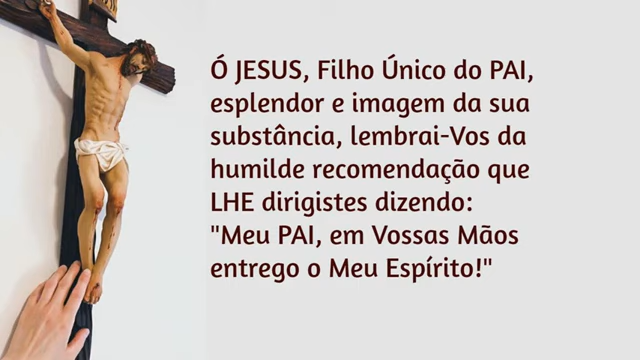 Ó JESUS, Filho Único do PAI,
esplendor e imagem da sua
substância, lembrai-Vos da
humilde recomendação que
LHE dirigistes dizendo:
"Meu PAI, em Vossas Mãos
entrego o Meu Espírito!"